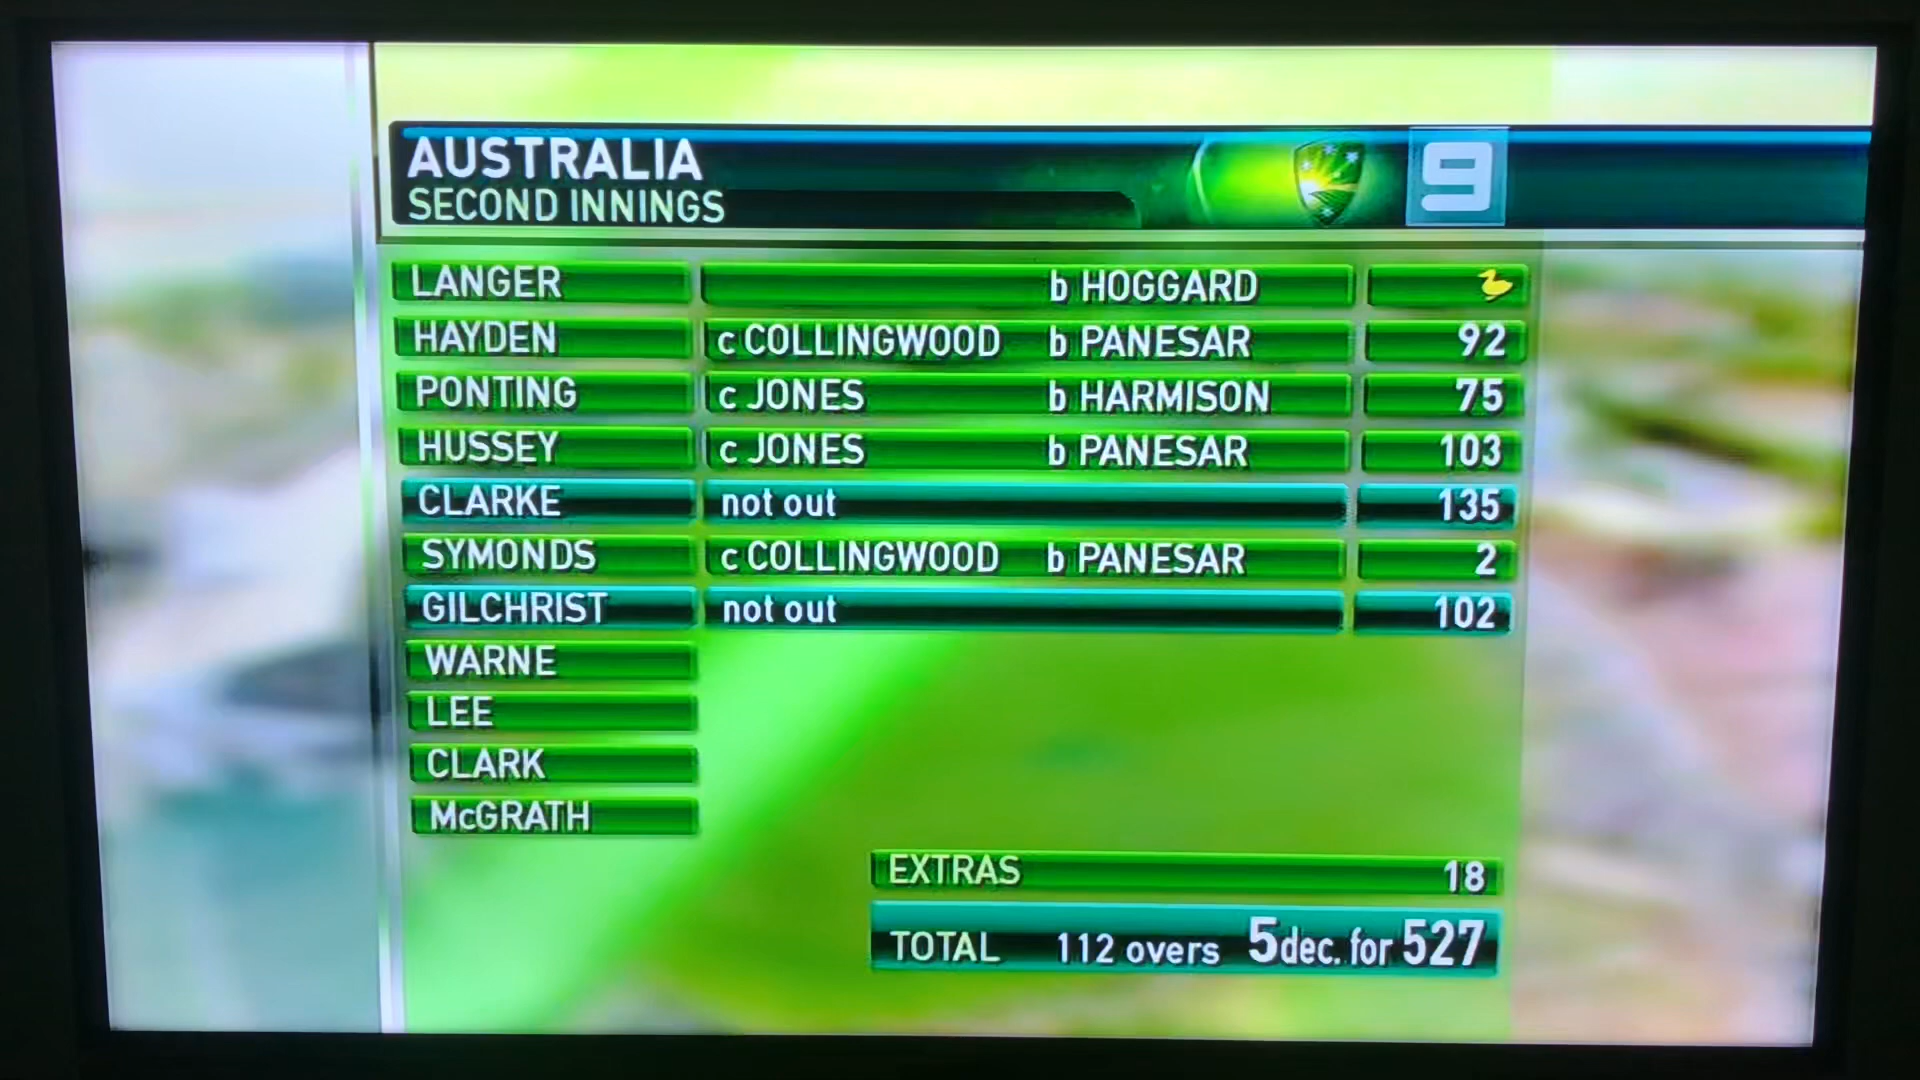 AUSTRALIA
SECOND INNINGS
9
LANGER b HOGGARD
HAYDEN c COLLINGWOOD b PANESAR 92
PONTING c JONES b HARMISON 75
HUSSEY c JONES b PANESAR 103
CLARKE not out 135
SYMONDS c COLLINGWOOD b PANESAR 2
GILCHRIST not out 102
WARNE
LEE
CLARK
McGRATH
EXTRAS 18
TOTAL 112 overs 5 dec. for 527